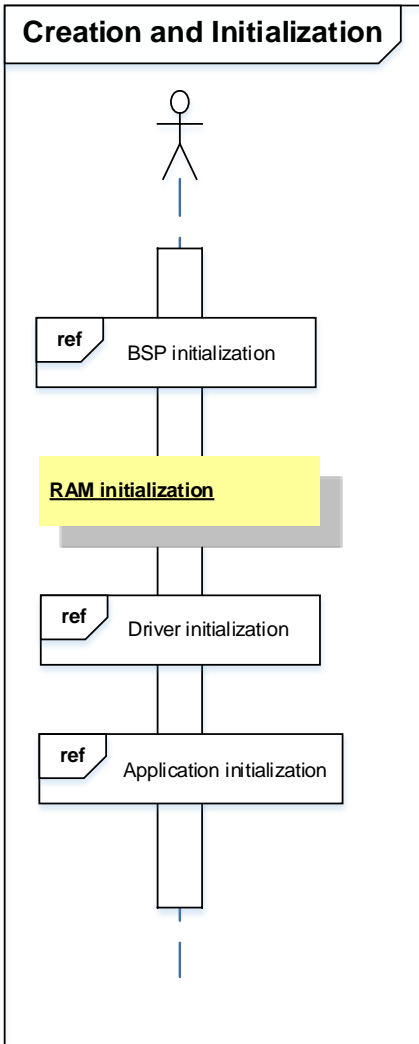 Creation and Initialization
ref
BSP initialization
RAM initialization
ref
Driver initialization
ref
Application initialization